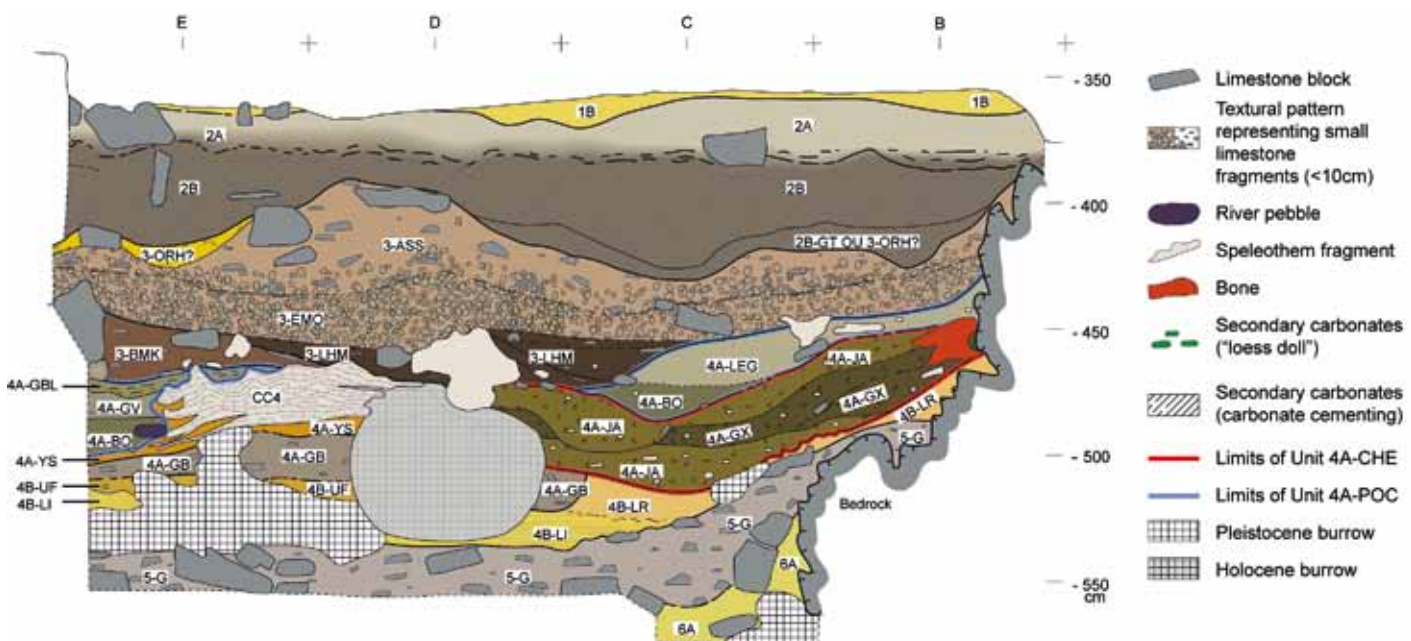 E D C B
- 350
1B
1B
2A
2A
- 400
2B
2B
3-ASS
2B-GT OU 3-ORH?
3-ORH?
3-EMO
- 450
3-BMK
3-LHM
3-LHM
4A-LEG
4A-JA
4A-GBL
CC4
4A-BO
4A-GX
4A-GV
4B-LR
4A-JA
4A-YS
4A-GX
5-G
4A-BO
4A-YS
4A-GB
4A-GB
4A-JA
- 500
4B-UF
4B-UF
4A-GB
4B-LI
4B-LR
Bedrock
5-G
4B-LI
6A
5-G
5-G
- 550
cm
6A
Limestone block
Textural pattern
representing small
limestone
fragments (<10cm)
River pebble
Speleothem fragment
Bone
Secondary carbonates
("loess doll")
Secondary carbonates
(carbonate cementing)
Limits of Unit 4A-CHE
Limits of Unit 4A-POC
Pleistocene burrow
Holocene burrow